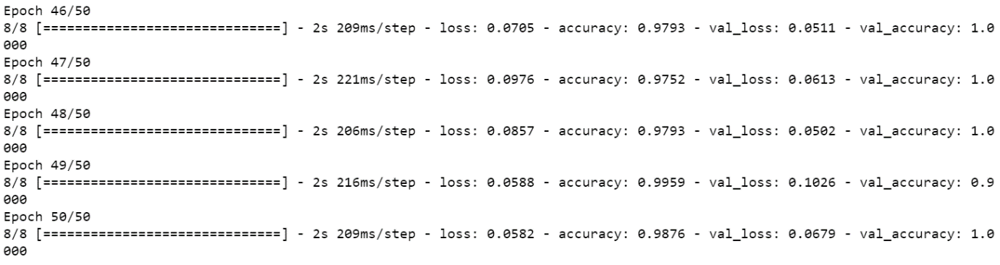 Epoch 46/50
8/8 [==============================] - 2s 209ms/step - loss: 0.0705 - accuracy: 0.9793 - val_loss: 0.0511 - val_accuracy: 1.0
000
Epoch 47/50
8/8 [==============================] - 2s 221ms/step - loss: 0.0976 - accuracy: 0.9752 - val_loss: 0.0613 - val_accuracy: 1.0
000
Epoch 48/50
8/8 [==============================] - 2s 206ms/step - loss: 0.0857 - accuracy: 0.9793 - val_loss: 0.0502 - val_accuracy: 1.0
000
Epoch 49/50
8/8 [==============================] - 2s 216ms/step - loss: 0.0588 - accuracy: 0.9959 - val_loss: 0.1026 - val_accuracy: 0.9
000
Epoch 50/50
8/8 [==============================] - 2s 209ms/step - loss: 0.0582 - accuracy: 0.9876 - val_loss: 0.0679 - val_accuracy: 1.0
000